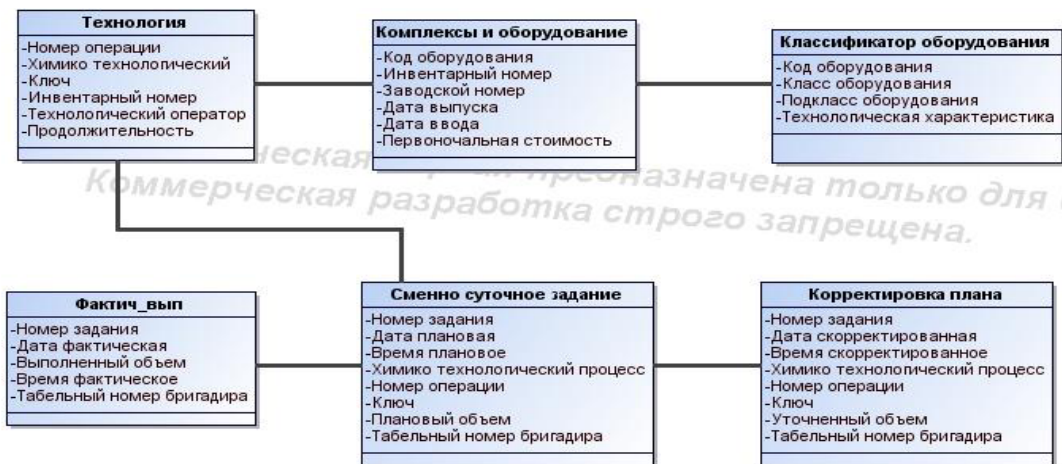 Технология
-Номер операции
-Химико технологический
-Ключ
-Инвентарный номер
-Технологический оператор
-Продолжительность
Комплексы и оборудование
-Код оборудования
-Инвентарный номер
-Заводской номер
-Дата выпуска
-Дата ввода
-Первоночальная стоимость
Классификатор оборудования
-Код оборудования
-Класс оборудования
-Подкласс оборудования
-Технологическая характеристика
только для
Коммерческая разработка строго запрещена.
Фактич_вып
-Номер задания
-Дата фактическая
-Выполненный объем
-Время фактическое
-Табельный номер бригадира
Сменно суточное задание
-Номер задания
-Дата плановая
-Время плановое
-Химико технологический процесс
-Номер операции
-Ключ
-Плановый объем
-Табельный номер бригадира
Корректировка плана
-Номер задания
-Дата скорректированная
-Время скорректированное
-Химико технологический процесс
-Номер операции
-Ключ
-Уточненный объем
-Табельный номер бригадира